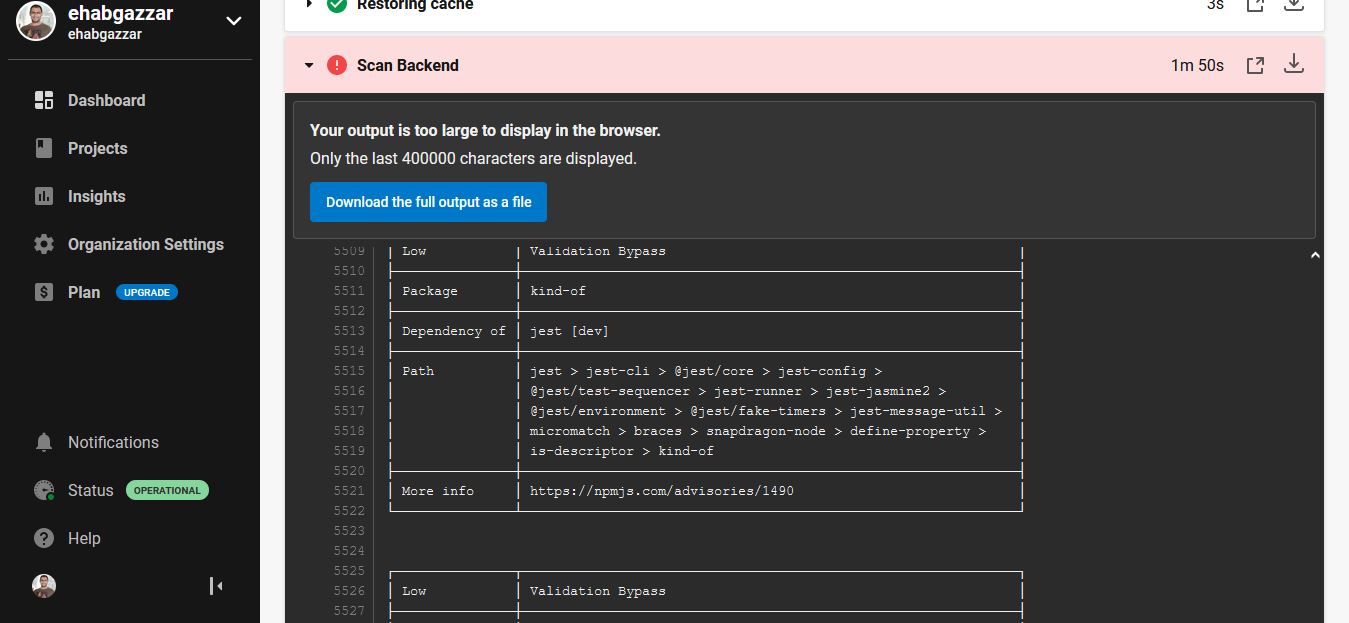 ehabgazzar
ehabgazzar
Dashboard
Projects
Insights
Organization Settings
Plan UPGRADE
Notifications
Status OPERATIONAL
Help
Restoring cache 3s
Scan Backend 1m 50s
Your output is too large to display in the browser.
Only the last 400000 characters are displayed.
Download the full output as a file
5509 Low Validation Bypass
5510
5511 Package kind-of
5512
5513 Dependency of jest [dev]
5514
5515 Path jest > jest-cli > @jest/core > jest-config >
5516 @jest/test-sequencer > jest-runner > jest-jasmine2 >
5517 @jest/environment > @jest/fake-timers > jest-message-util >
5518 micromatch > braces > snapdragon-node > define-property >
5519 is-descriptor > kind-of
5520
5521 More info https://npmjs.com/advisories/1490
5522
5523
5524
5525
5526 Low Validation Bypass
5527